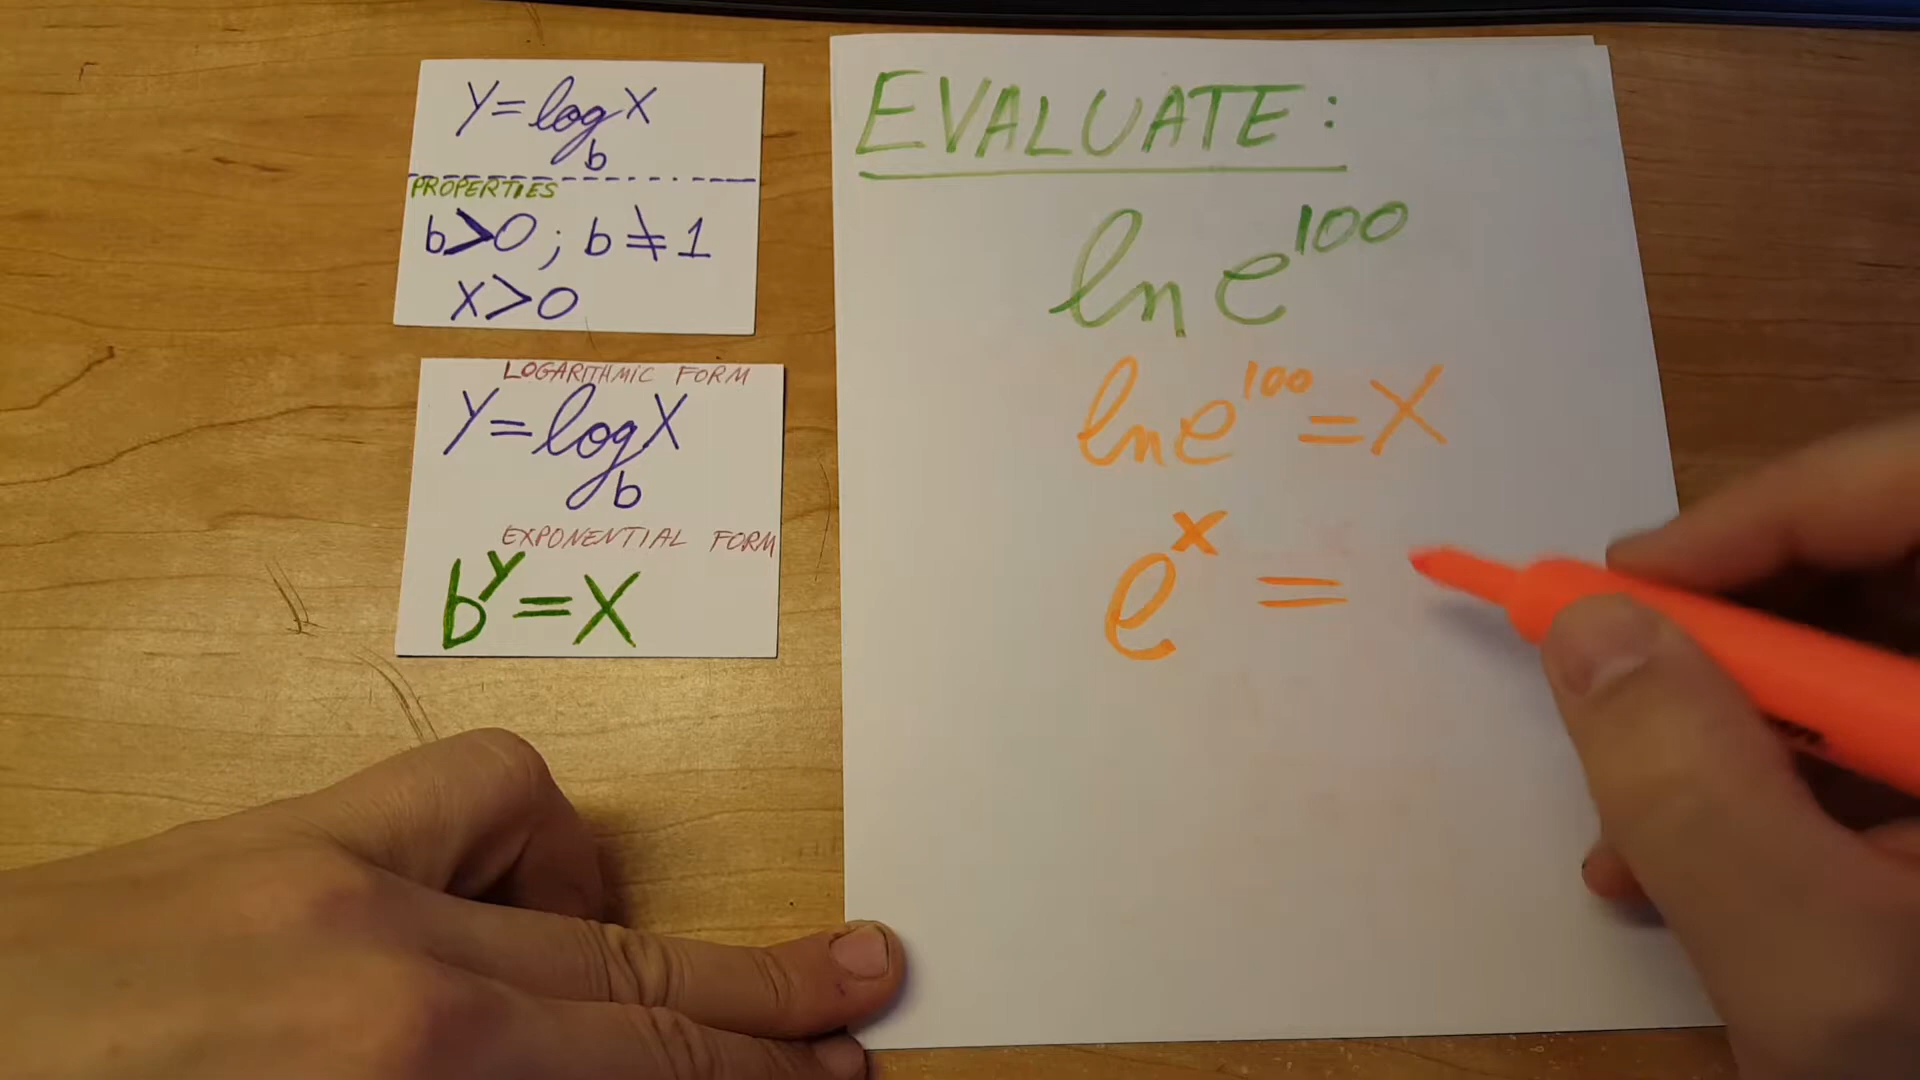 y=log_b x
PROPERTIES
b>0; b≠1
x>0
LOGARITHMIC FORM
y=log_b x
EXPONENTIAL FORM
b^y=x
EVALUATE:
ln e^100
ln e^100=x
e^x=